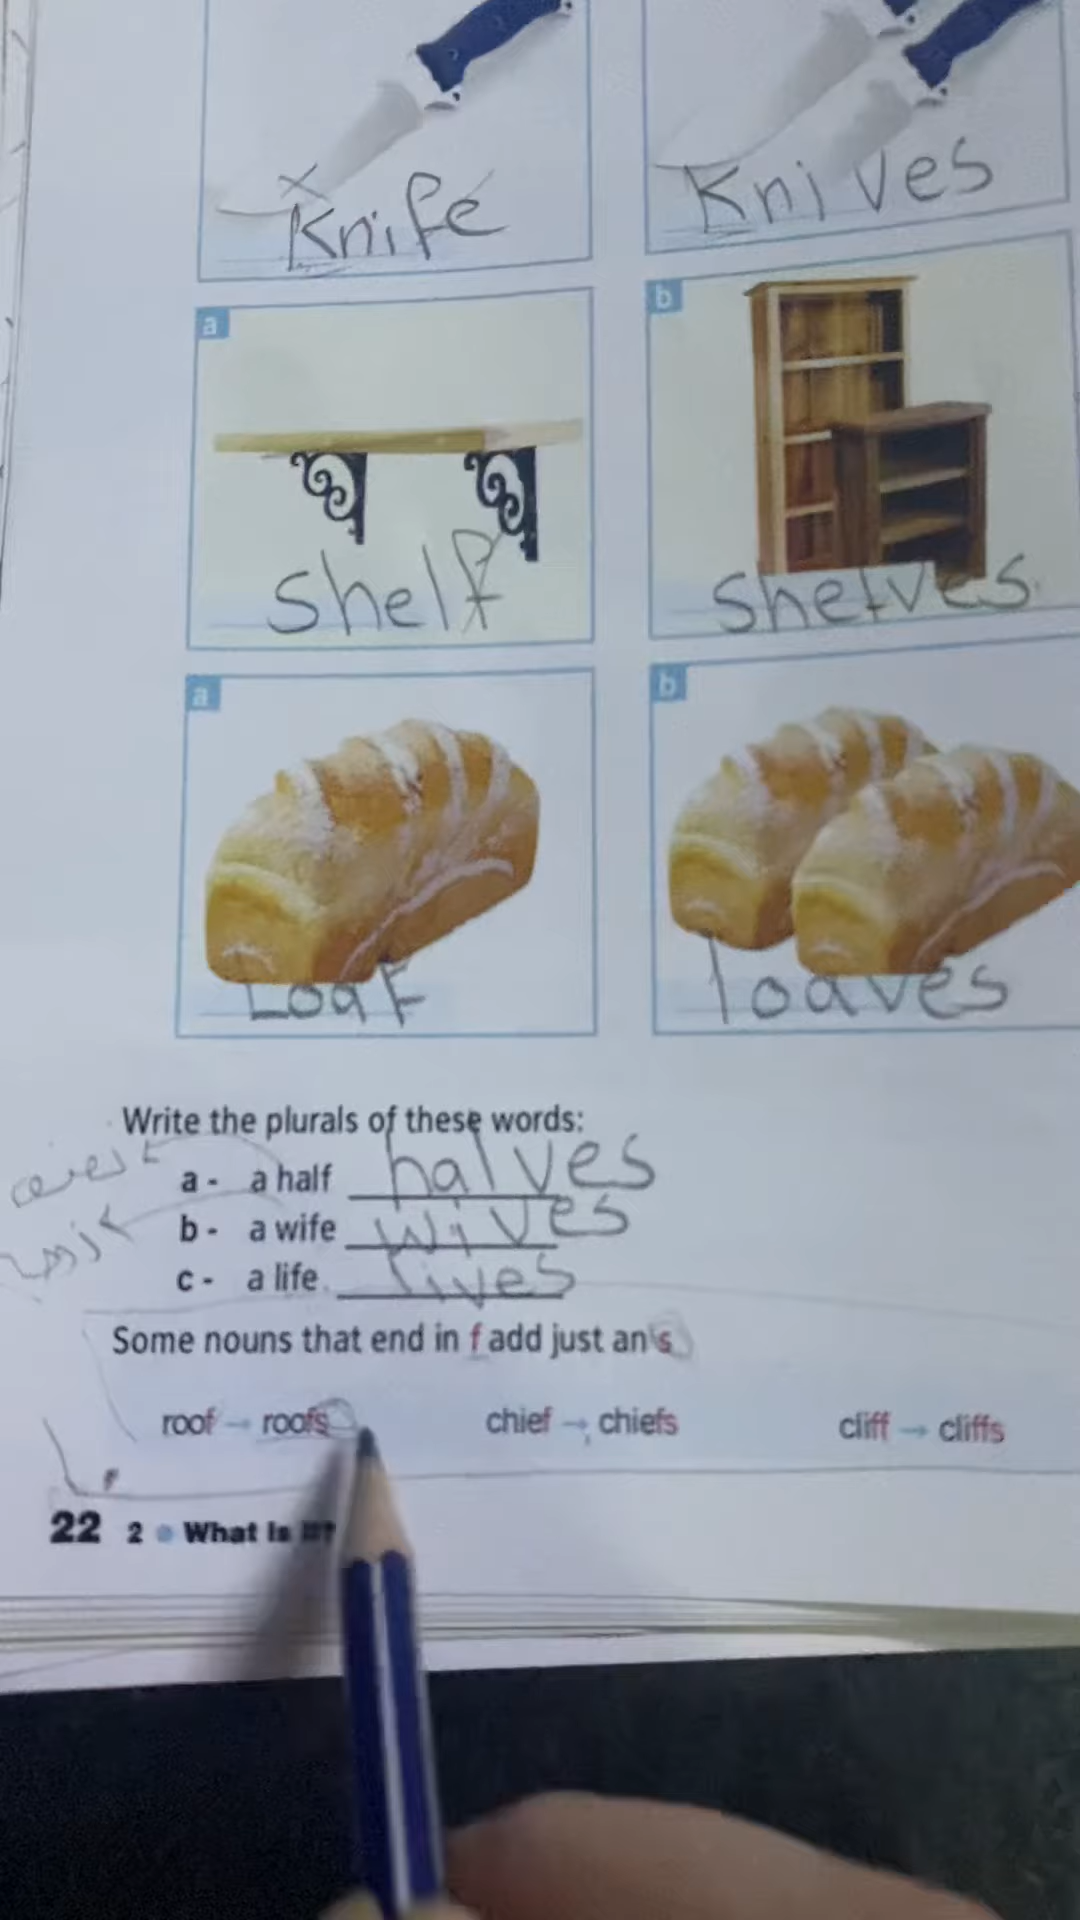 Knife
Knives
a
b
Shelf
Shelves
a
b
Loaf
loaves
Write the plurals of these words:
a - a half halves
b - a wife wives
c - a life lives
Some nouns that end in f add just an s
roof → roofs chief → chiefs cliff → cliffs
22 2 • What Is It?